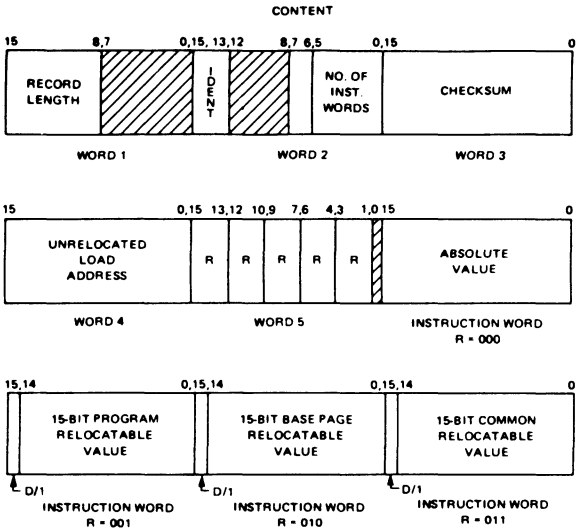 CONTENT
15 8,7 0,15, 13,12 8,7 6,5 0,15 0
RECORD
LENGTH
IDENT
NO. OF
INST.
WORDS
CHECKSUM
WORD 1 WORD 2 WORD 3
15 0,15 13,12 10,9 7,6 4,3 1,0 15 0
UNRELOCATED
LOAD
ADDRESS
R R R R R
ABSOLUTE
VALUE
WORD 4 WORD 5 INSTRUCTION WORD
R = 000
15,14 0,15,14 0,15,14 0
15-BIT PROGRAM
RELOCATABLE
VALUE
15-BIT BASE PAGE
RELOCATABLE
VALUE
15-BIT COMMON
RELOCATABLE
VALUE
D/1 D/1 D/1
INSTRUCTION WORD
R = 001
INSTRUCTION WORD
R = 010
INSTRUCTION WORD
R = 011